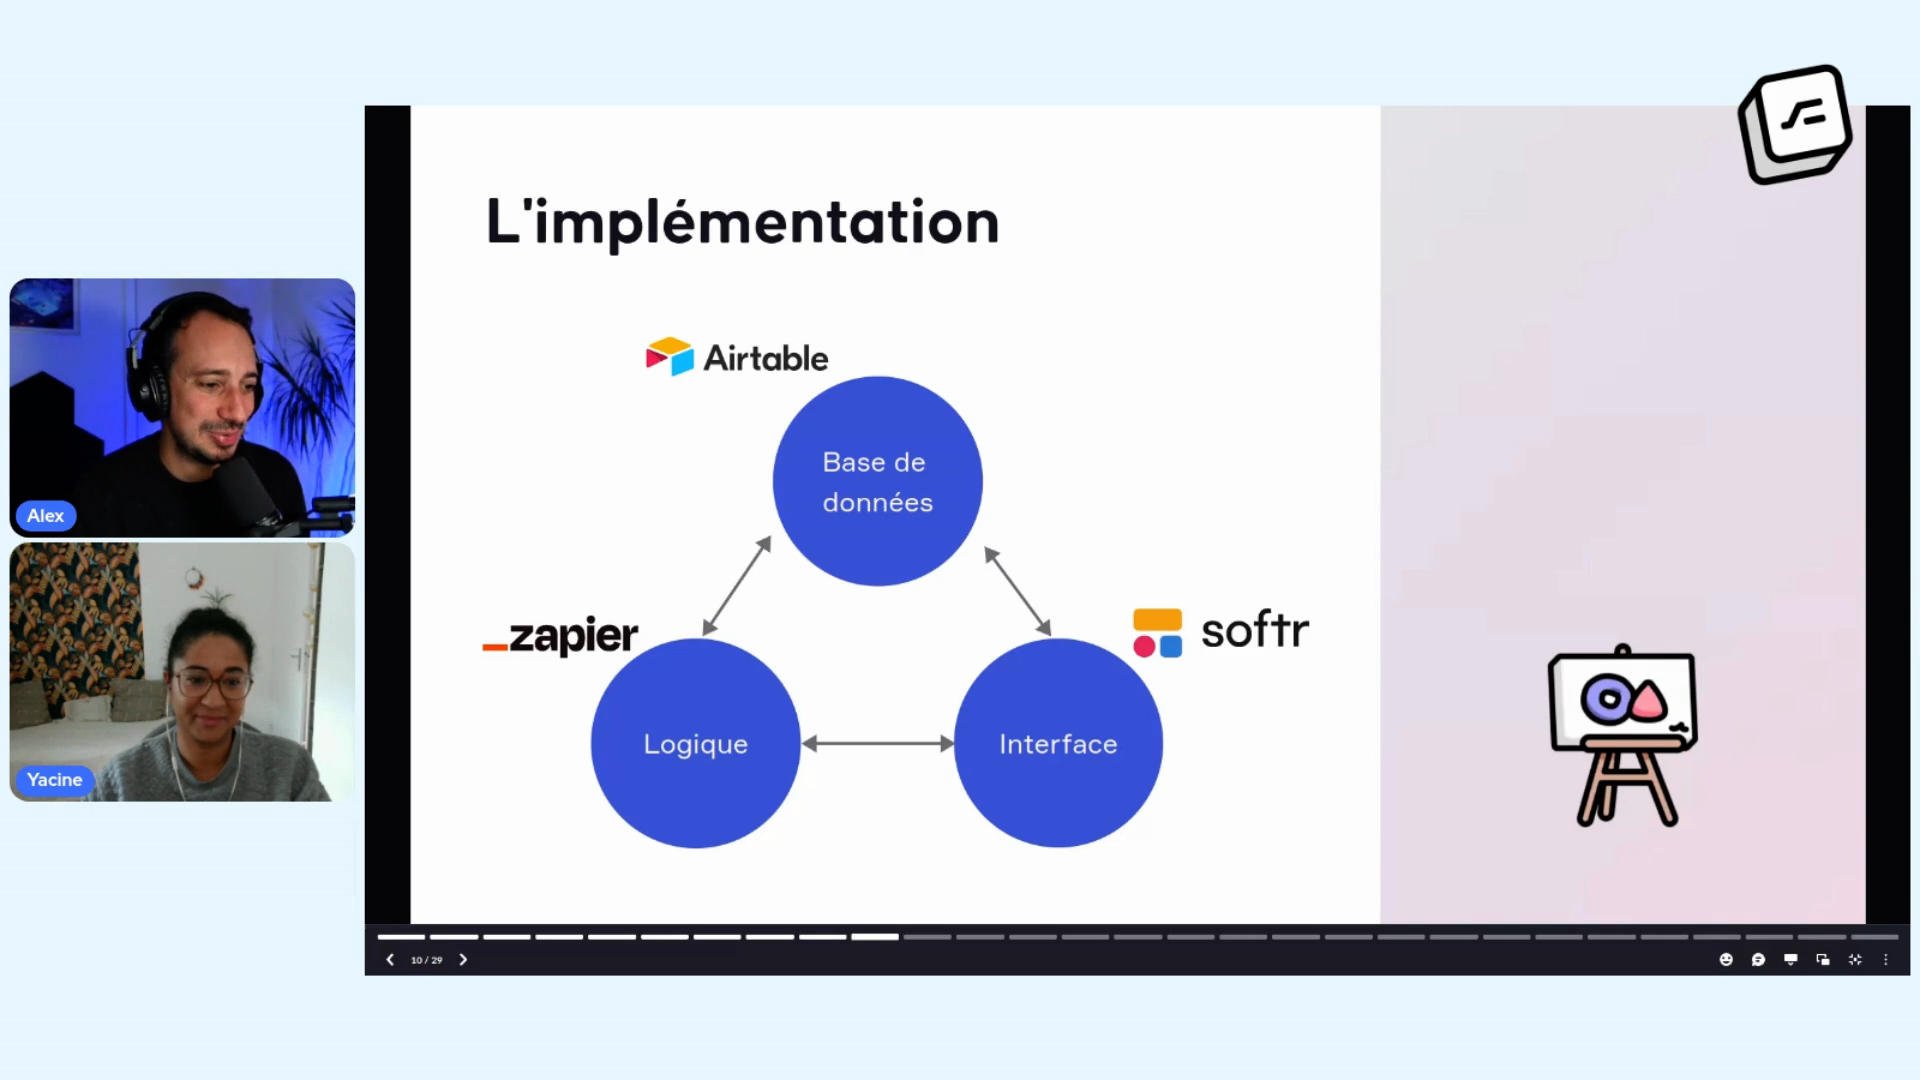 L'implémentation
Airtable
Base de
données
zapier
softr
Logique
Interface
Alex
Yacine
10 / 29